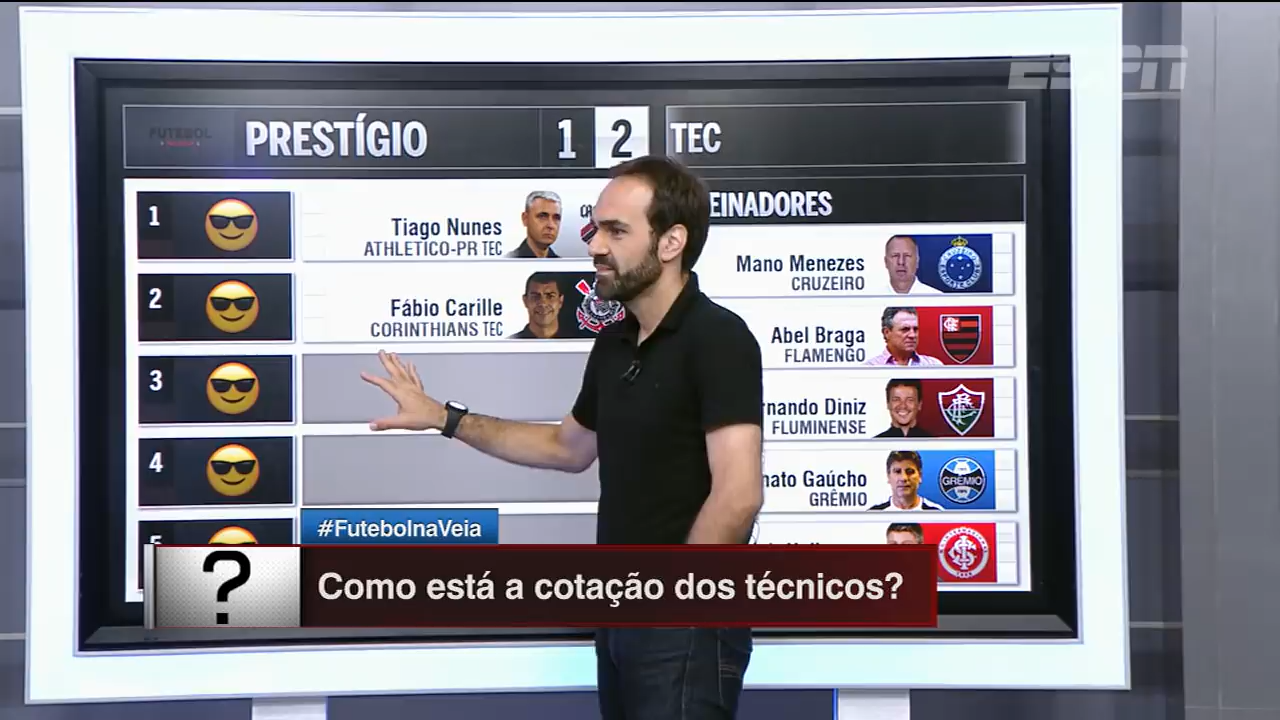 ESPN
FUTEBOL
PRESTÍGIO
1 2
TEC
1
Tiago Nunes
ATHLETICO-PR TEC
2
Fábio Carille
CORINTHIANS TEC
3
4
5
EINADORES
Mano Menezes
CRUZEIRO
Abel Braga
FLAMENGO
rnando Diniz
FLUMINENSE
nato Gaúcho
GRÊMIO
GRÊMIO
#FutebolnaVeia
?
Como está a cotação dos técnicos?